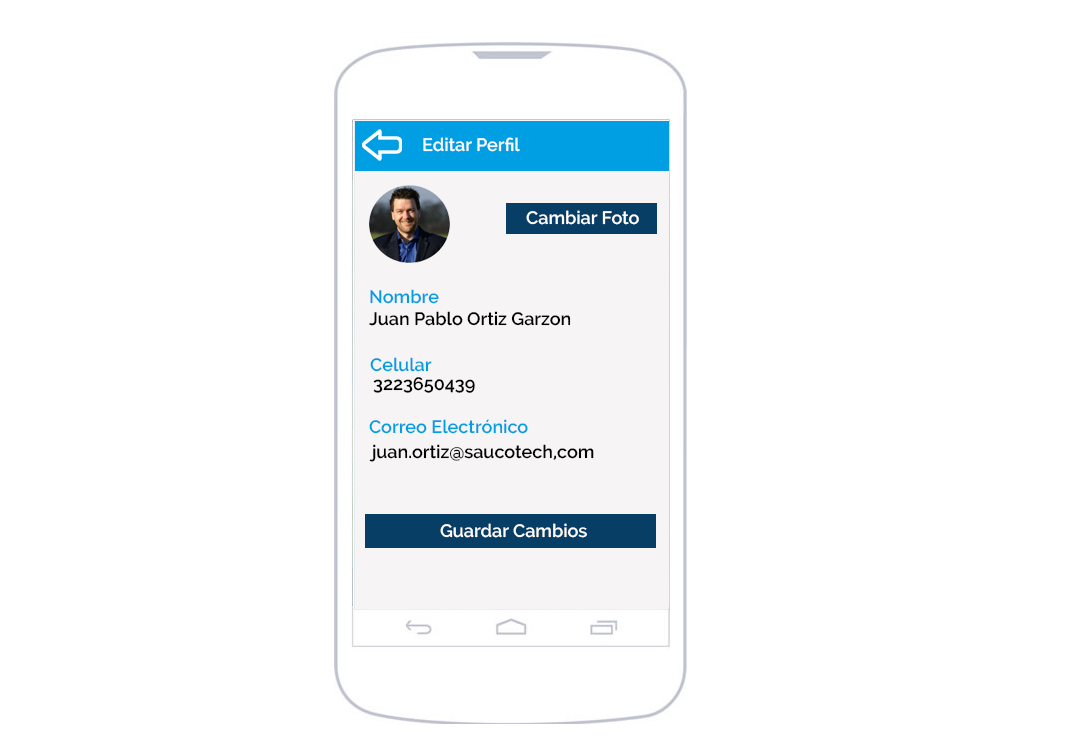 Editar Perfil
Cambiar Foto
Nombre
Juan Pablo Ortiz Garzon
Celular
3223650439
Correo Electrónico
juan.ortiz@saucotech,com
Guardar Cambios